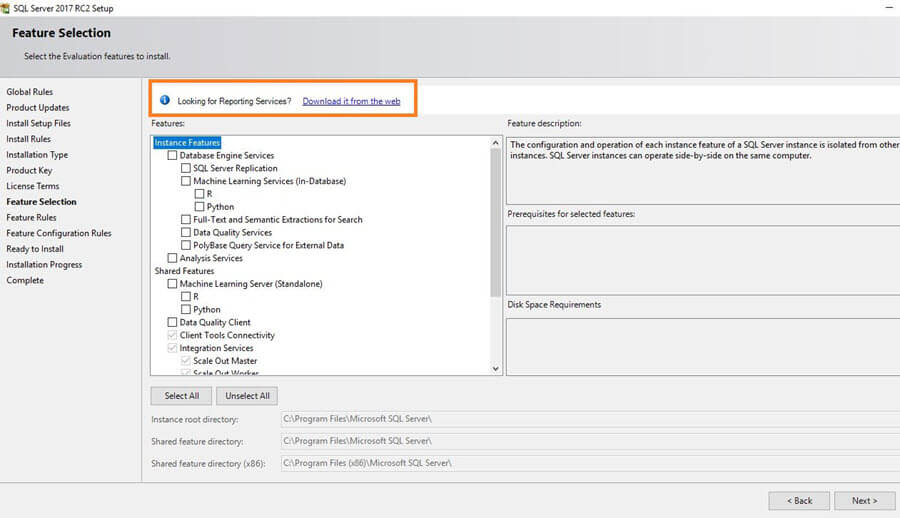 SQL Server 2017 RC2 Setup
Feature Selection
Select the Evaluation features to install.
Global Rules
Product Updates
Install Setup Files
Install Rules
Installation Type
Product Key
License Terms
Feature Selection
Feature Rules
Feature Configuration Rules
Ready to Install
Installation Progress
Complete
Looking for Reporting Services? Download it from the web
Features:
Instance Features
Database Engine Services
SQL Server Replication
Machine Learning Services (In-Database)
R
Python
Full-Text and Semantic Extractions for Search
Data Quality Services
PolyBase Query Service for External Data
Analysis Services
Shared Features
Machine Learning Server (Standalone)
R
Python
Data Quality Client
Client Tools Connectivity
Integration Services
Scale Out Master
Scale Out Worker
Feature description:
The configuration and operation of each instance feature of a SQL Server instance is isolated from other
instances. SQL Server instances can operate side-by-side on the same computer.
Prerequisites for selected features:
Disk Space Requirements
Select All
Unselect All
Instance root directory: C:\Program Files\Microsoft SQL Server\
Shared feature directory: C:\Program Files\Microsoft SQL Server\
Shared feature directory (x86): C:\Program Files (x86)\Microsoft SQL Server\
< Back
Next >